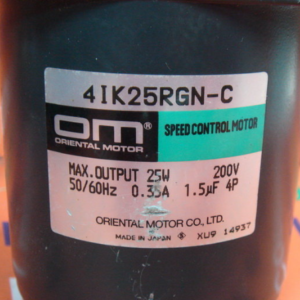 4IK25RGN-C
OM® SPEED CONTROL MOTOR
ORIENTAL MOTOR
MAX.OUTPUT 25W 200V
50/60Hz 0.35A 1.5µF 4P
ORIENTAL MOTOR CO., LTD.
MADE IN JAPAN Ⓢ XU9 14937